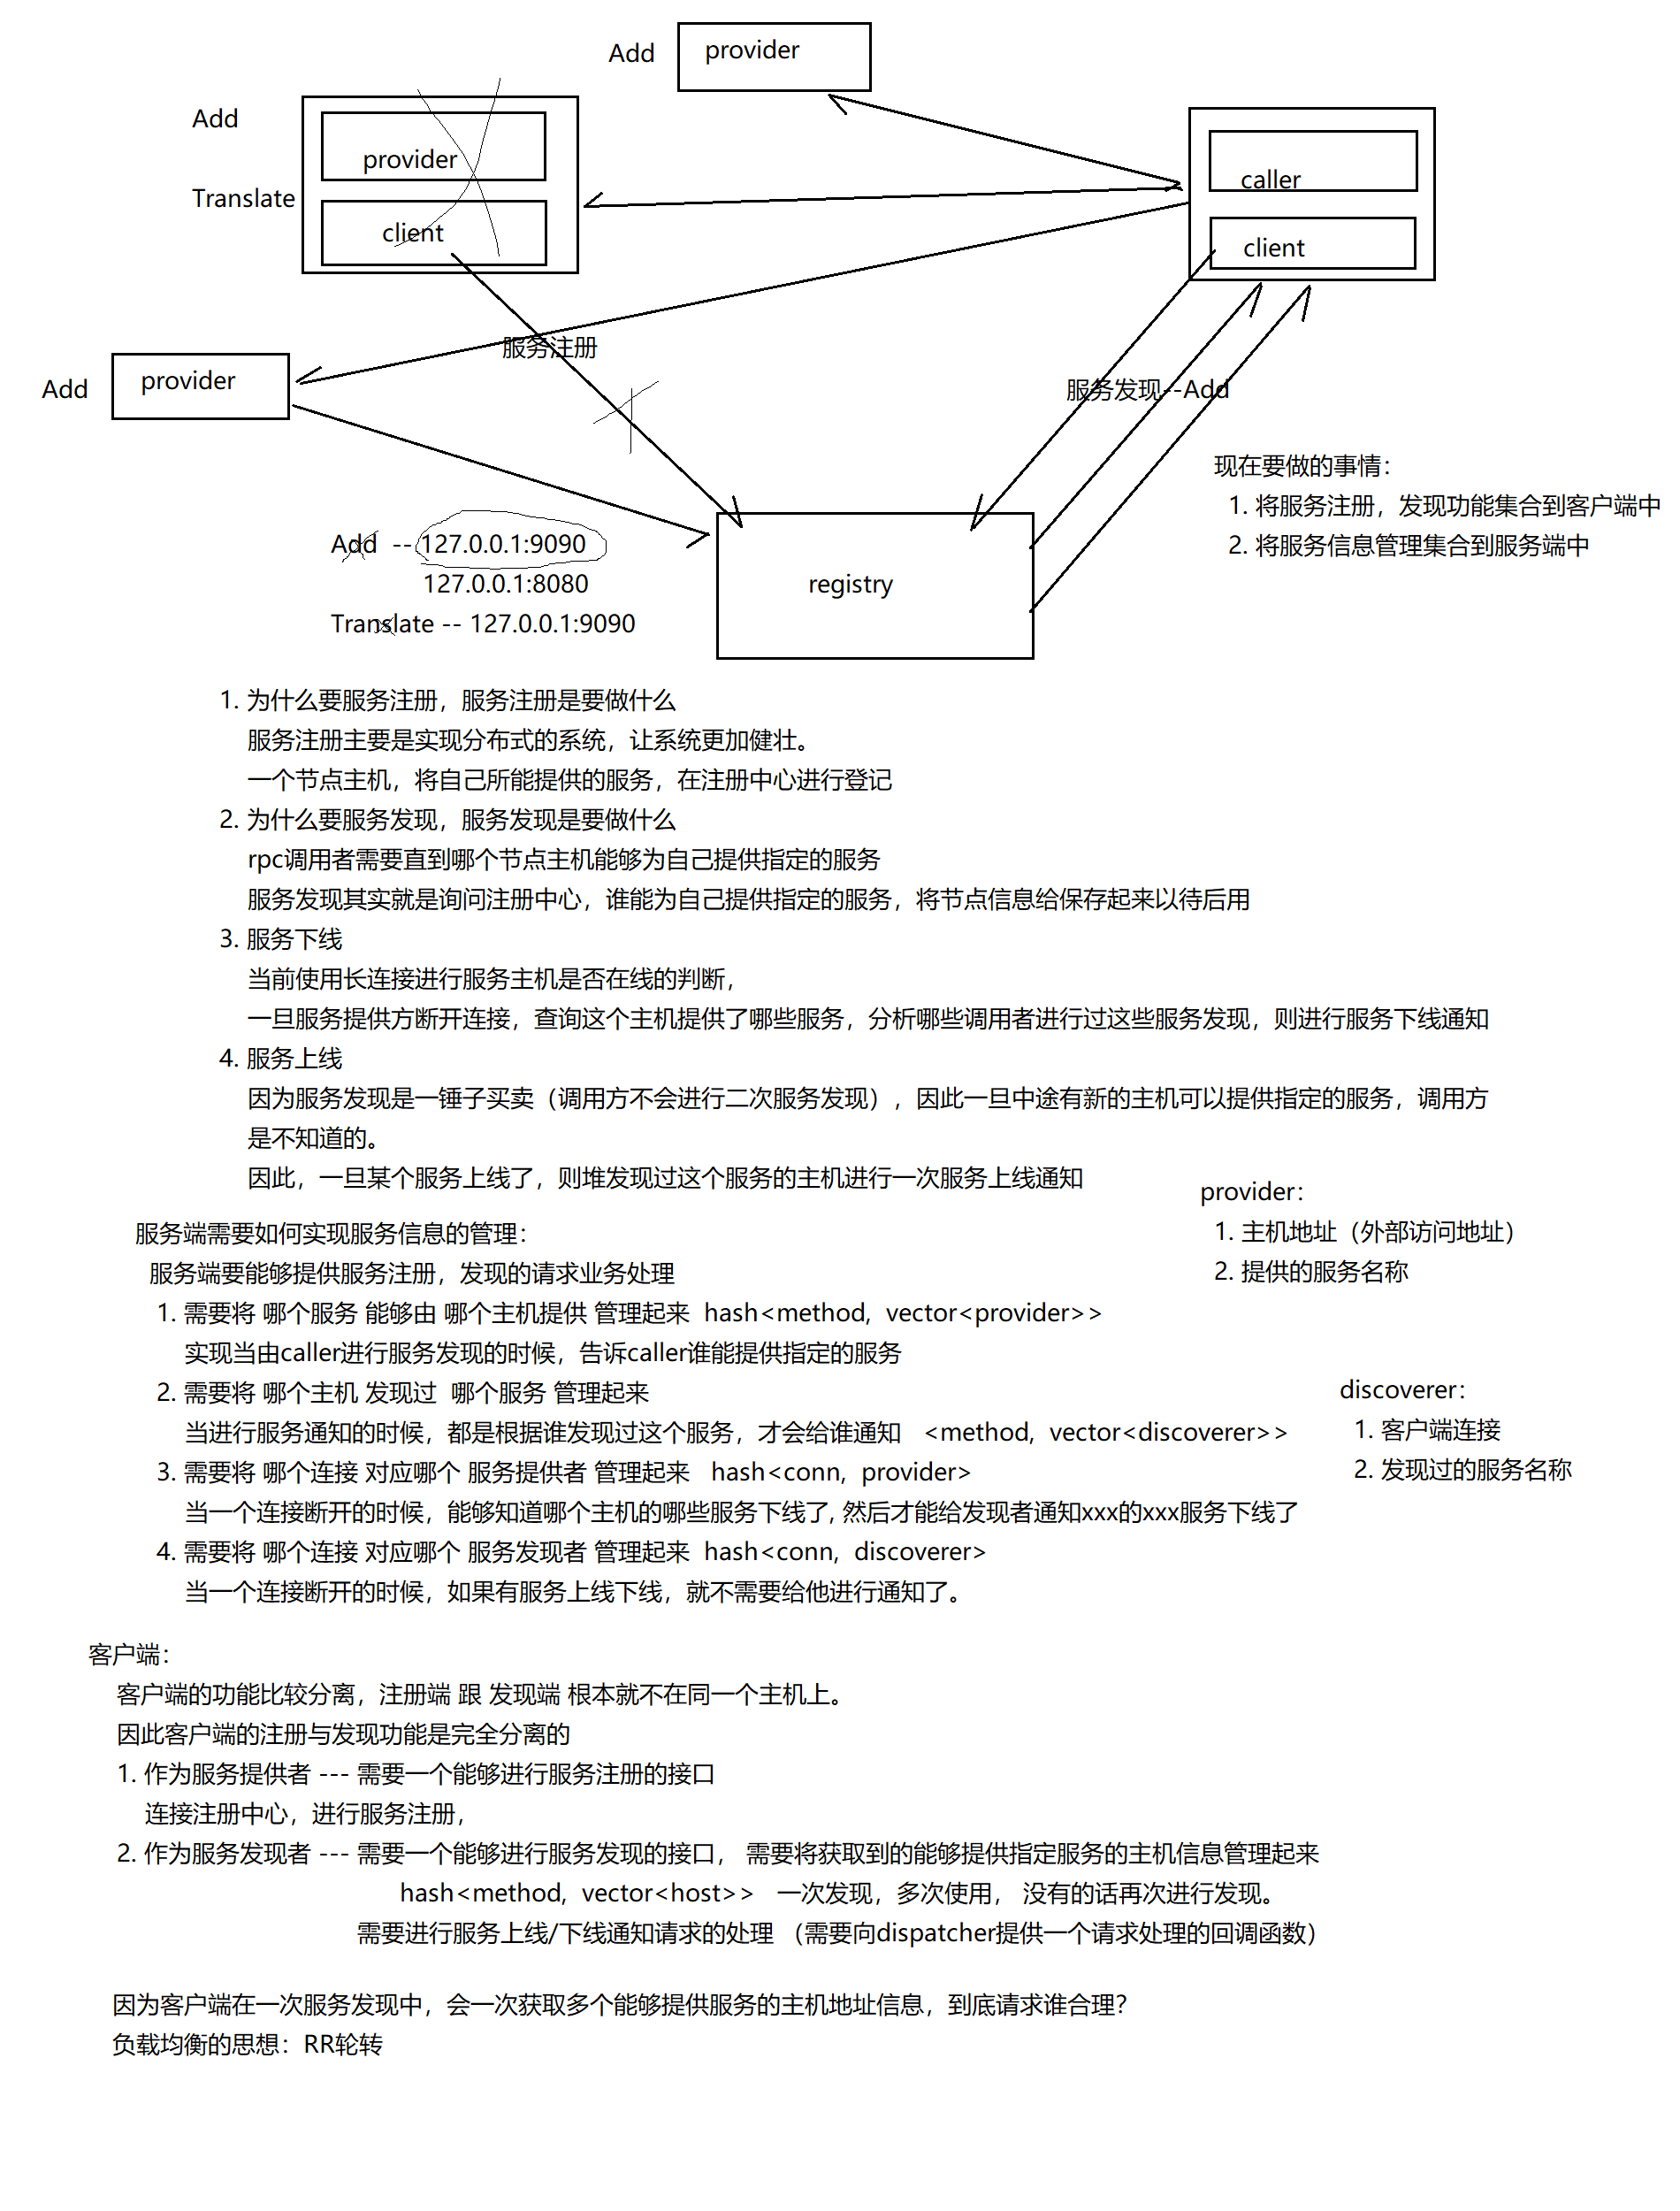 Add provider
Add
provider
Translate
client
caller
client
服务注册
Add provider
服务发现--Add
现在要做的事情：
1. 将服务注册，发现功能集合到客户端中
2. 将服务信息管理集合到服务端中
Add -- 127.0.0.1:9090
127.0.0.1:8080
Translate -- 127.0.0.1:9090
registry
1. 为什么要服务注册，服务注册是要做什么
服务注册主要是实现分布式的系统，让系统更加健壮。
一个节点主机，将自己所能提供的服务，在注册中心进行登记
2. 为什么要服务发现，服务发现是要做什么
rpc调用者需要直到哪个节点主机能够为自己提供指定的服务
服务发现其实就是询问注册中心，谁能为自己提供指定的服务，将节点信息给保存起来以待后用
3. 服务下线
当前使用长连接进行服务主机是否在线的判断，
一旦服务提供方断开连接，查询这个主机提供了哪些服务，分析哪些调用者进行过这些服务发现，则进行服务下线通知
4. 服务上线
因为服务发现是一锤子买卖（调用方不会进行二次服务发现），因此一旦中途有新的主机可以提供指定的服务，调用方
是不知道的。
因此，一旦某个服务上线了，则堆发现过这个服务的主机进行一次服务上线通知
provider：
1. 主机地址（外部访问地址）
2. 提供的服务名称
服务端需要如何实现服务信息的管理：
服务端要能够提供服务注册，发现的请求业务处理
1. 需要将 哪个服务 能够由 哪个主机提供 管理起来 hash<method，vector<provider>>
实现当由caller进行服务发现的时候，告诉caller谁能提供指定的服务
2. 需要将 哪个主机 发现过 哪个服务 管理起来
当进行服务通知的时候，都是根据谁发现过这个服务，才会给谁通知 <method，vector<discoverer>>
3. 需要将 哪个连接 对应哪个 服务提供者 管理起来 hash<conn，provider>
当一个连接断开的时候，能够知道哪个主机的哪些服务下线了, 然后才能给发现者通知xxx的xxx服务下线了
4. 需要将 哪个连接 对应哪个 服务发现者 管理起来 hash<conn，discoverer>
当一个连接断开的时候，如果有服务上线下线，就不需要给他进行通知了。
discoverer：
1. 客户端连接
2. 发现过的服务名称
客户端：
客户端的功能比较分离，注册端 跟 发现端 根本就不在同一个主机上。
因此客户端的注册与发现功能是完全分离的
1. 作为服务提供者 --- 需要一个能够进行服务注册的接口
连接注册中心，进行服务注册，
2. 作为服务发现者 --- 需要一个能够进行服务发现的接口， 需要将获取到的能够提供指定服务的主机信息管理起来
hash<method，vector<host>> 一次发现，多次使用， 没有的话再次进行发现。
需要进行服务上线/下线通知请求的处理 （需要向dispatcher提供一个请求处理的回调函数）
因为客户端在一次服务发现中，会一次获取多个能够提供服务的主机地址信息，到底请求谁合理？
负载均衡的思想：RR轮转